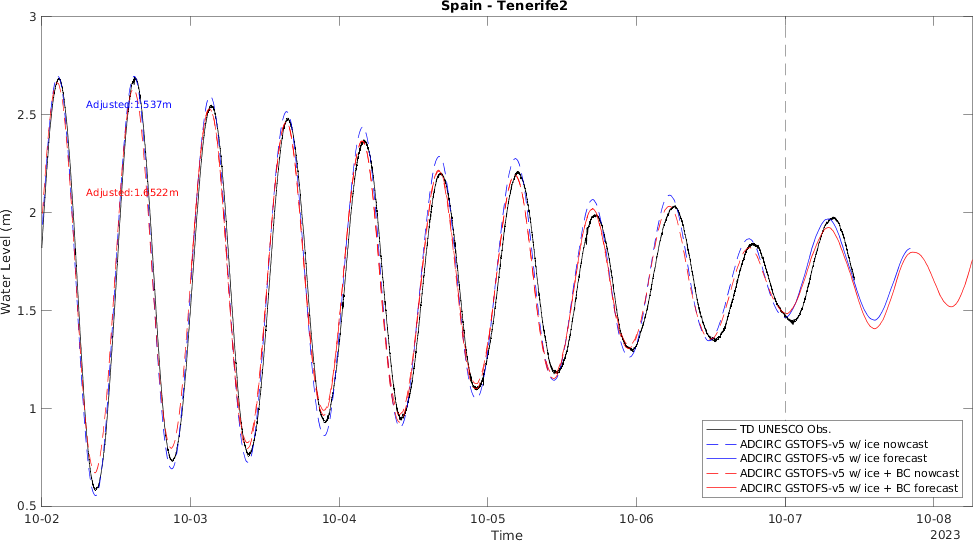 Spain - Tenerife2
3
2.5
2
1.5
1
0.5
Water Level (m)
Adjusted:1.537m
Adjusted:1.6522m
TD UNESCO Obs.
ADCIRC GSTOFS-v5 w/ ice nowcast
ADCIRC GSTOFS-v5 w/ ice forecast
ADCIRC GSTOFS-v5 w/ ice + BC nowcast
ADCIRC GSTOFS-v5 w/ ice + BC forecast
10-02 10-03 10-04 10-05 10-06 10-07 10-08
Time
2023